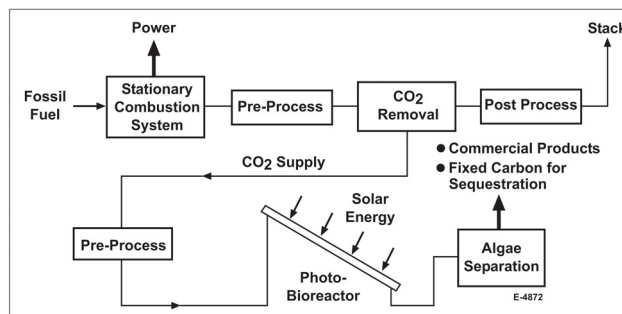 Power
Stack
Fossil
Fuel
Stationary
Combustion
System
Pre-Process
CO2
Removal
Post Process
● Commercial Products
● Fixed Carbon for
Sequestration
CO2 Supply
Solar
Energy
Pre-Process
Photo-
Bioreactor
Algae
Separation
E-4872